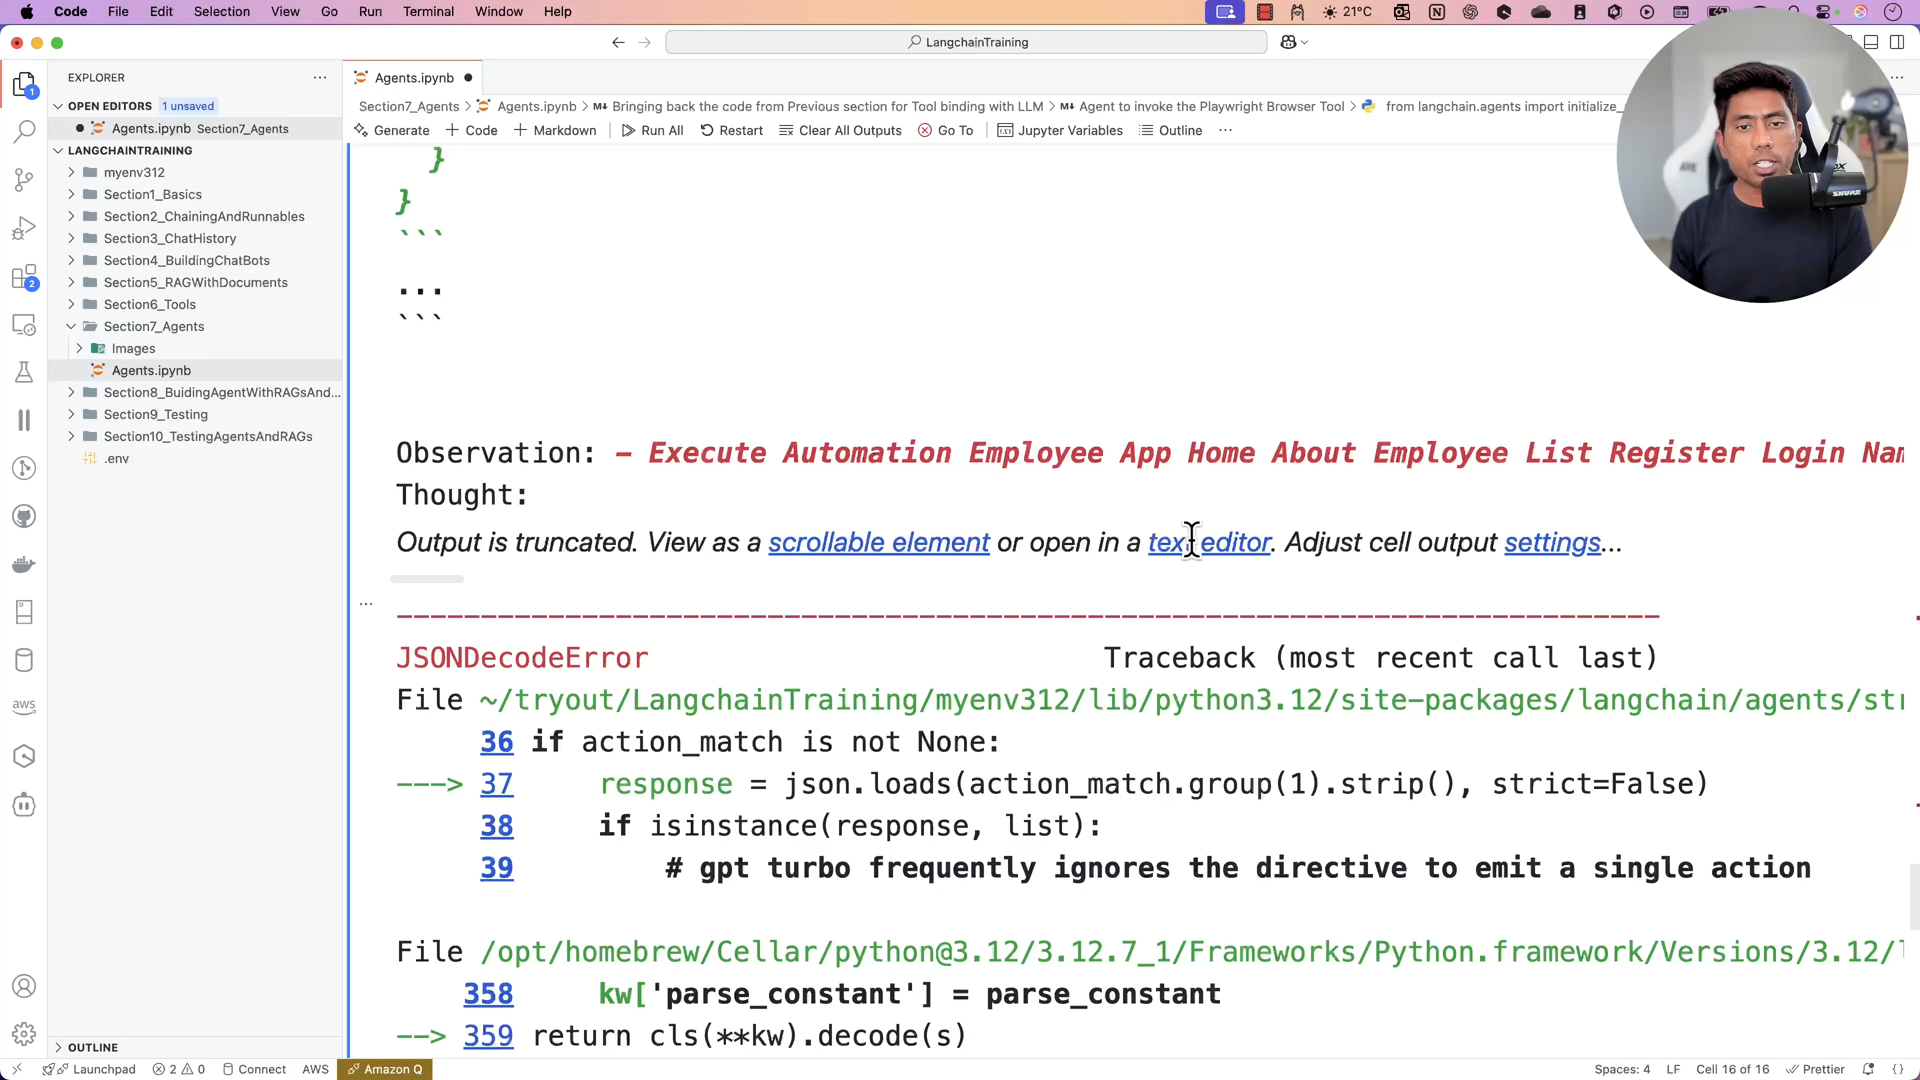 Code File Edit Selection View Go Run Terminal Window Help 21°C
LangchainTraining
EXPLORER
Agents.ipynb
OPEN EDITORS 1 unsaved
Agents.ipynb Section7_Agents
Section7_Agents > Agents.ipynb > Bringing back the code from Previous section for Tool binding with LLM > Agent to invoke the Playwright Browser Tool > from langchain.agents import initialize_
Generate + Code + Markdown Run All Restart Clear All Outputs Go To Jupyter Variables Outline ...
LANGCHAINTRAINING
myenv312
Section1_Basics
Section2_ChainingAndRunnables
Section3_ChatHistory
Section4_BuildingChatBots
Section5_RAGWithDocuments
Section6_Tools
Section7_Agents
Images
Agents.ipynb
Section8_BuidingAgentWithRAGsAnd...
Section9_Testing
Section10_TestingAgentsAndRAGs
.env
OUTLINE
}
}
```
...
```
Observation: – Execute Automation Employee App Home About Employee List Register Login Nam
Thought:
Output is truncated. View as a scrollable element or open in a text editor. Adjust cell output settings...
...
---------------------------------------------------------------------------
JSONDecodeError Traceback (most recent call last)
File ~/tryout/LangchainTraining/myenv312/lib/python3.12/site-packages/langchain/agents/str
36 if action_match is not None:
---> 37 response = json.loads(action_match.group(1).strip(), strict=False)
38 if isinstance(response, list):
39 # gpt turbo frequently ignores the directive to emit a single action
File /opt/homebrew/Cellar/python@3.12/3.12.7_1/Frameworks/Python.framework/Versions/3.12/l
358 kw['parse_constant'] = parse_constant
--> 359 return cls(**kw).decode(s)
aws
1
2
Launchpad 2 0 Connect AWS Amazon Q Spaces: 4 LF Cell 16 of 16 Prettier {}
SHURE